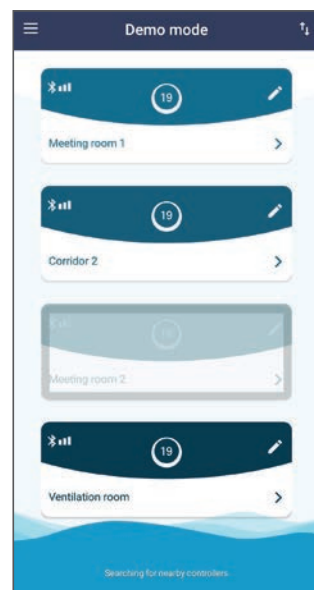 Demo mode
19
Meeting room 1
19
Corridor 2
19
Meeting room 2
19
Ventilation room
Searching for nearby controllers